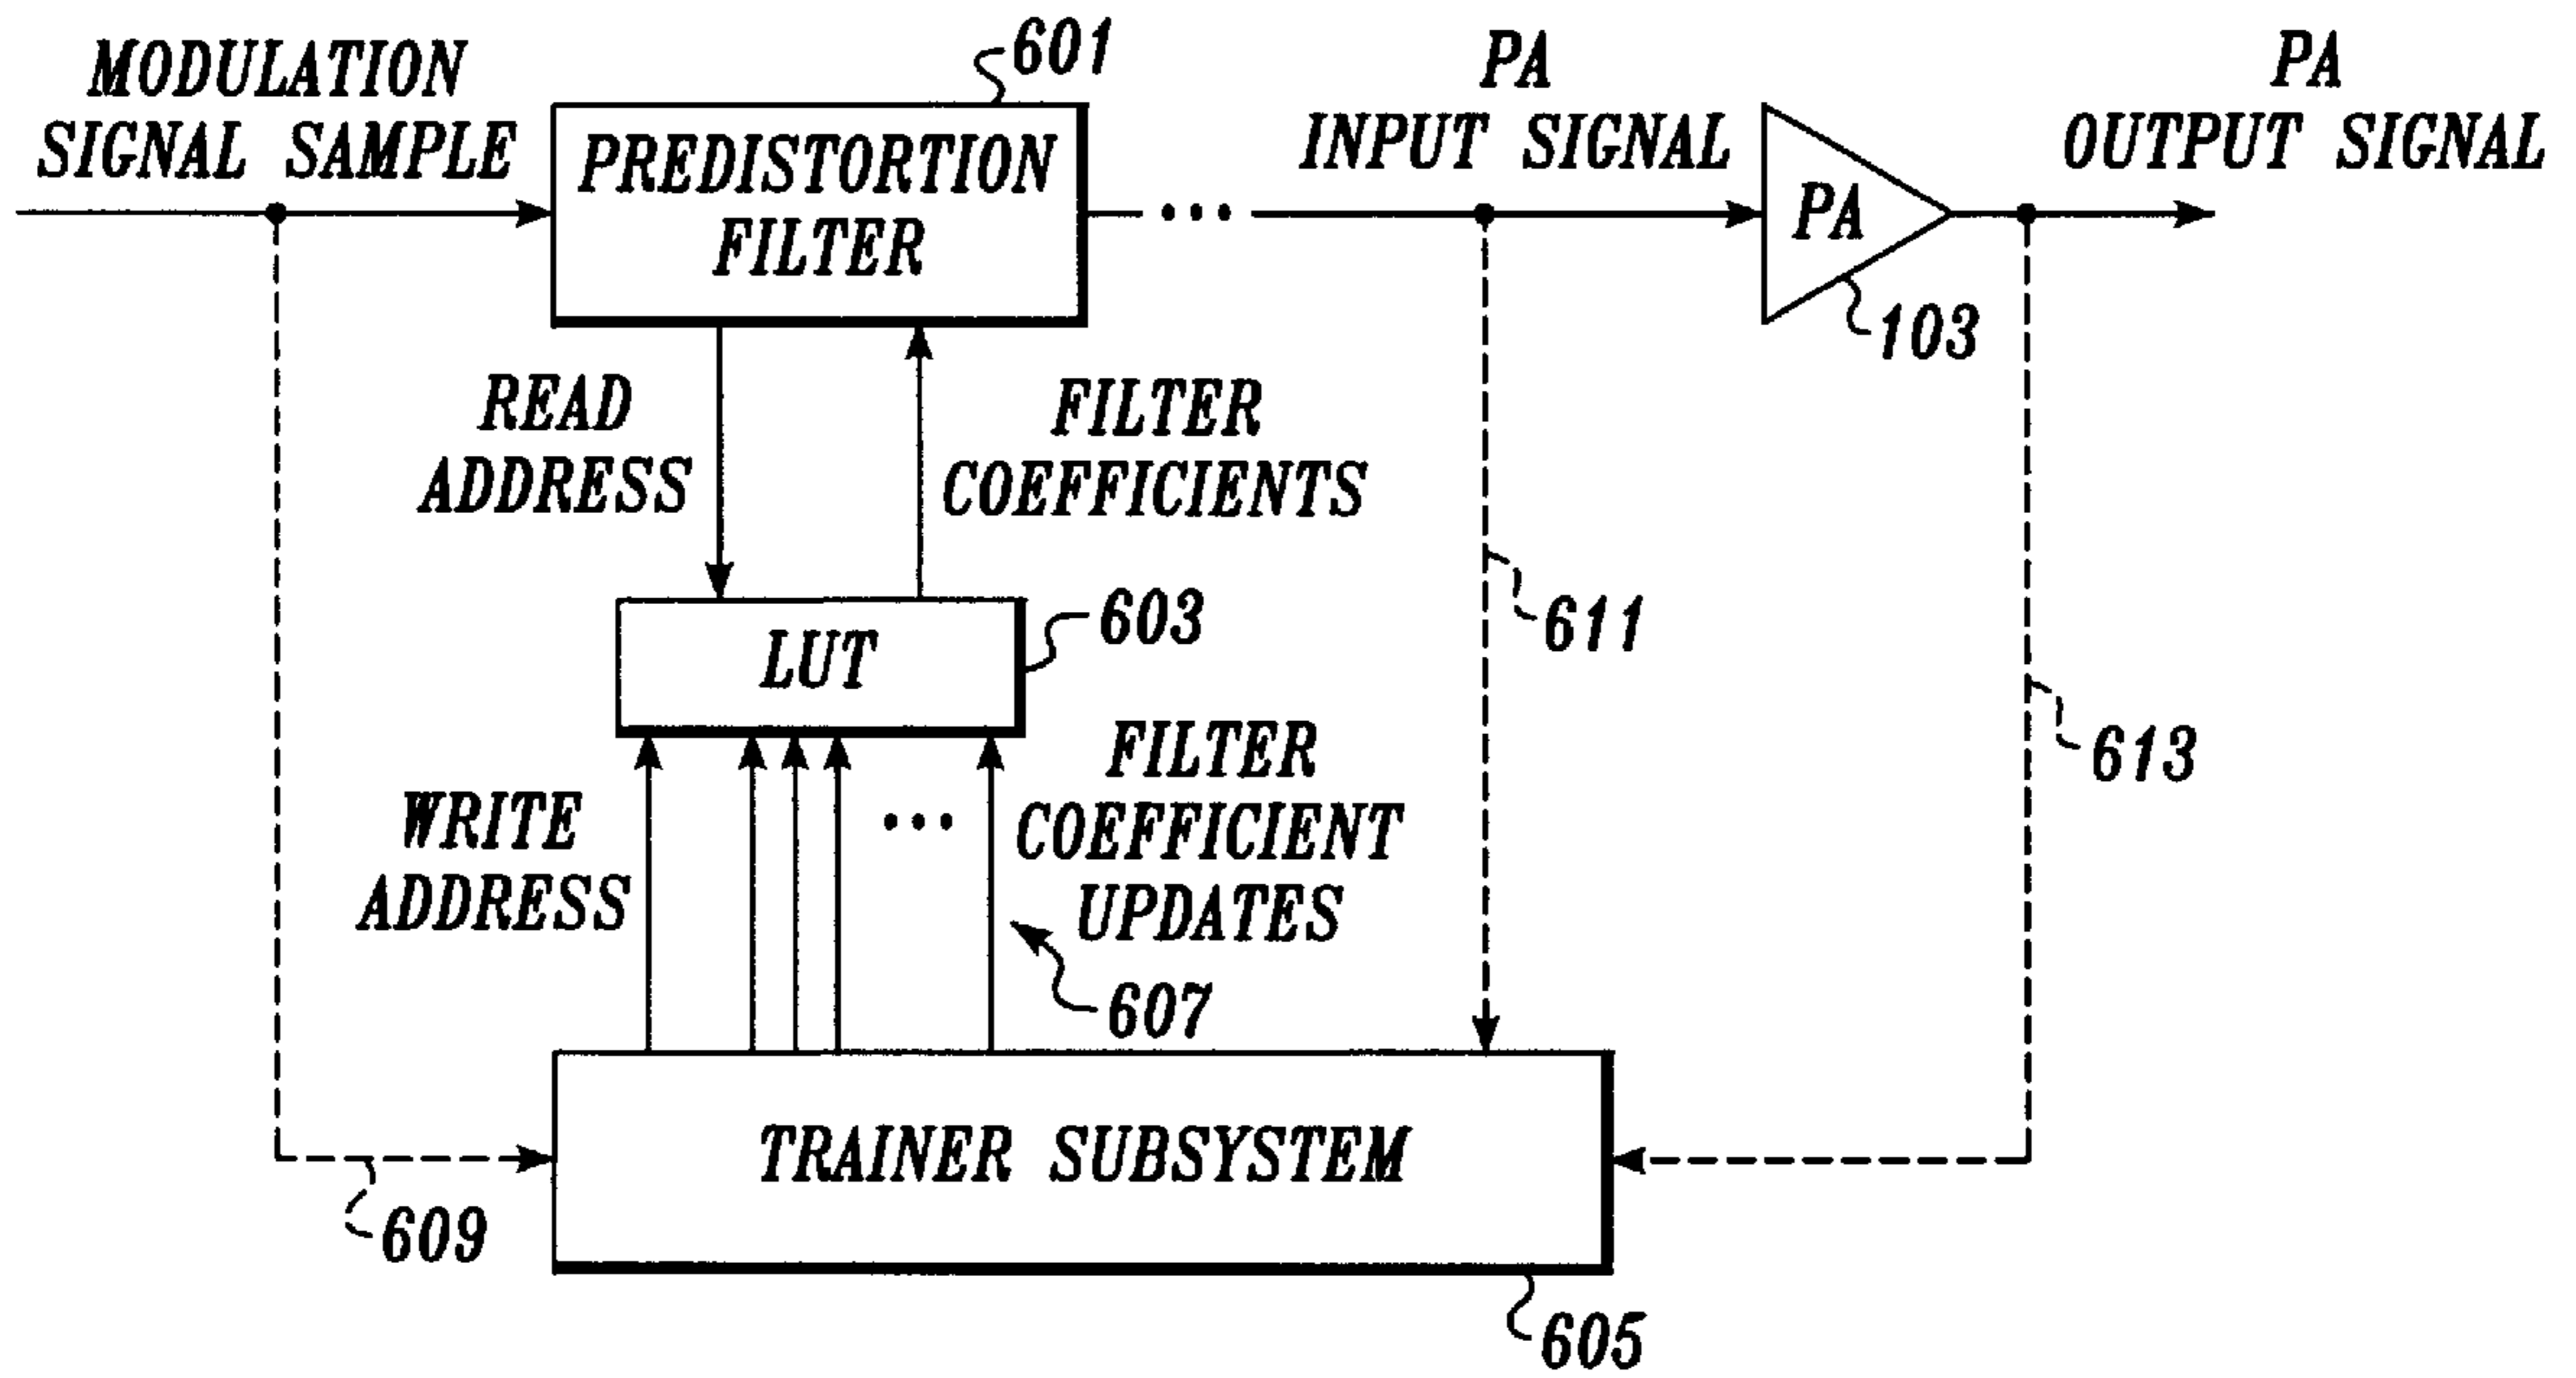 MODULATION
SIGNAL SAMPLE
601
PREDISTORTION
FILTER
PA
INPUT SIGNAL
PA
103
PA
OUTPUT SIGNAL
READ
ADDRESS
FILTER
COEFFICIENTS
LUT
603
611
613
WRITE
ADDRESS
FILTER
COEFFICIENT
UPDATES
607
609
TRAINER SUBSYSTEM
605